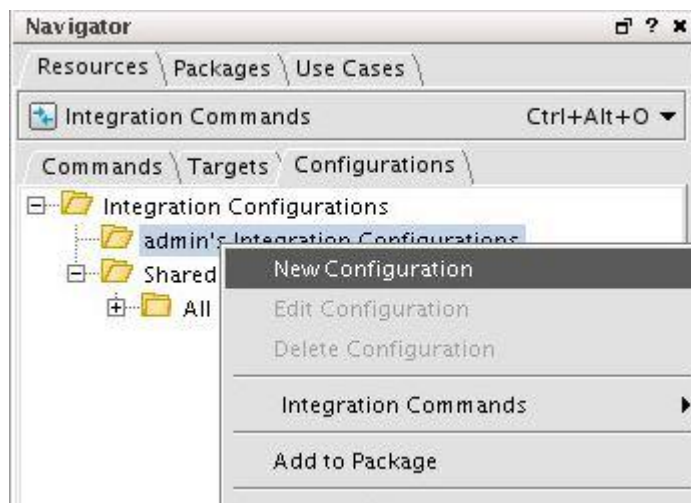 Navigator
Resources Packages Use Cases
Integration Commands Ctrl+Alt+O
Commands Targets Configurations
Integration Configurations
admin's Integration Configurations
Shared
New Configuration
All
Edit Configuration
Delete Configuration
Integration Commands
Add to Package